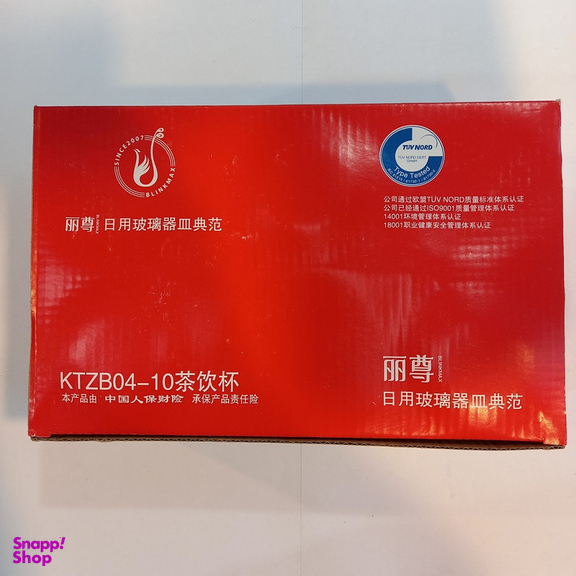 SINCE2007
BLINKMAX
丽尊 BLINKMAX 日用玻璃器皿典范
TUV NORD
TUV NORD CERT
GmbH
Type Tested
公司通过欧盟TUV NORD质量标准体系认证
公司已经通过ISO9001质量管理体系认证
14001环境管理体系认证
18001职业健康安全管理体系认证
KTZB04-10茶饮杯
本产品由 中国人保财险 承保产品责任险
丽尊 BLINKMAX
日用玻璃器皿典范
Snapp!
Shop